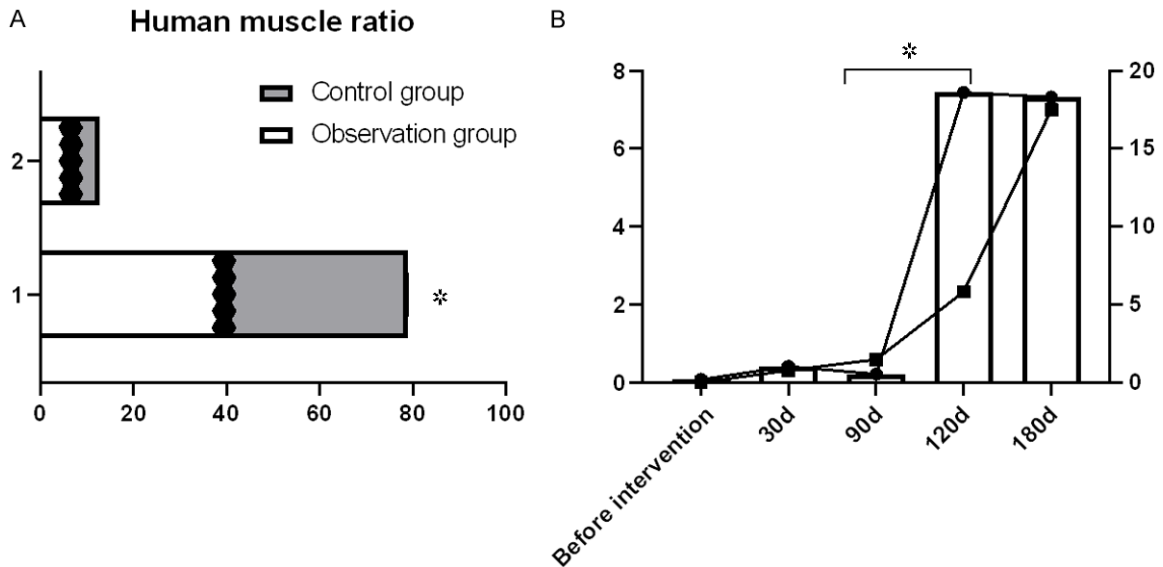 A
Human muscle ratio
Control group
Observation group
2
1
0 20 40 60 80 100
*
B
*
8 20
6 15
4 10
2 5
0 0
Before intervention 30d 90d 120d 180d